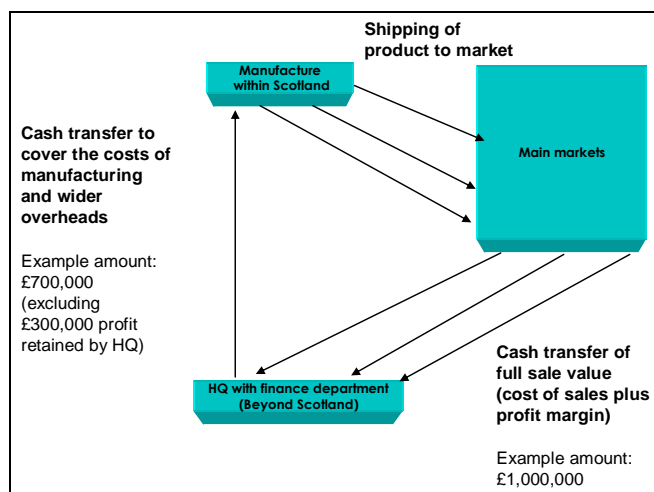 Shipping of
product to market
Manufacture
within Scotland
Main markets
Cash transfer to
cover the costs of
manufacturing
and wider
overheads
Example amount:
£700,000
(excluding
£300,000 profit
retained by HQ)
HQ with finance department
(Beyond Scotland)
Cash transfer of
full sale value
(cost of sales plus
profit margin)
Example amount:
£1,000,000